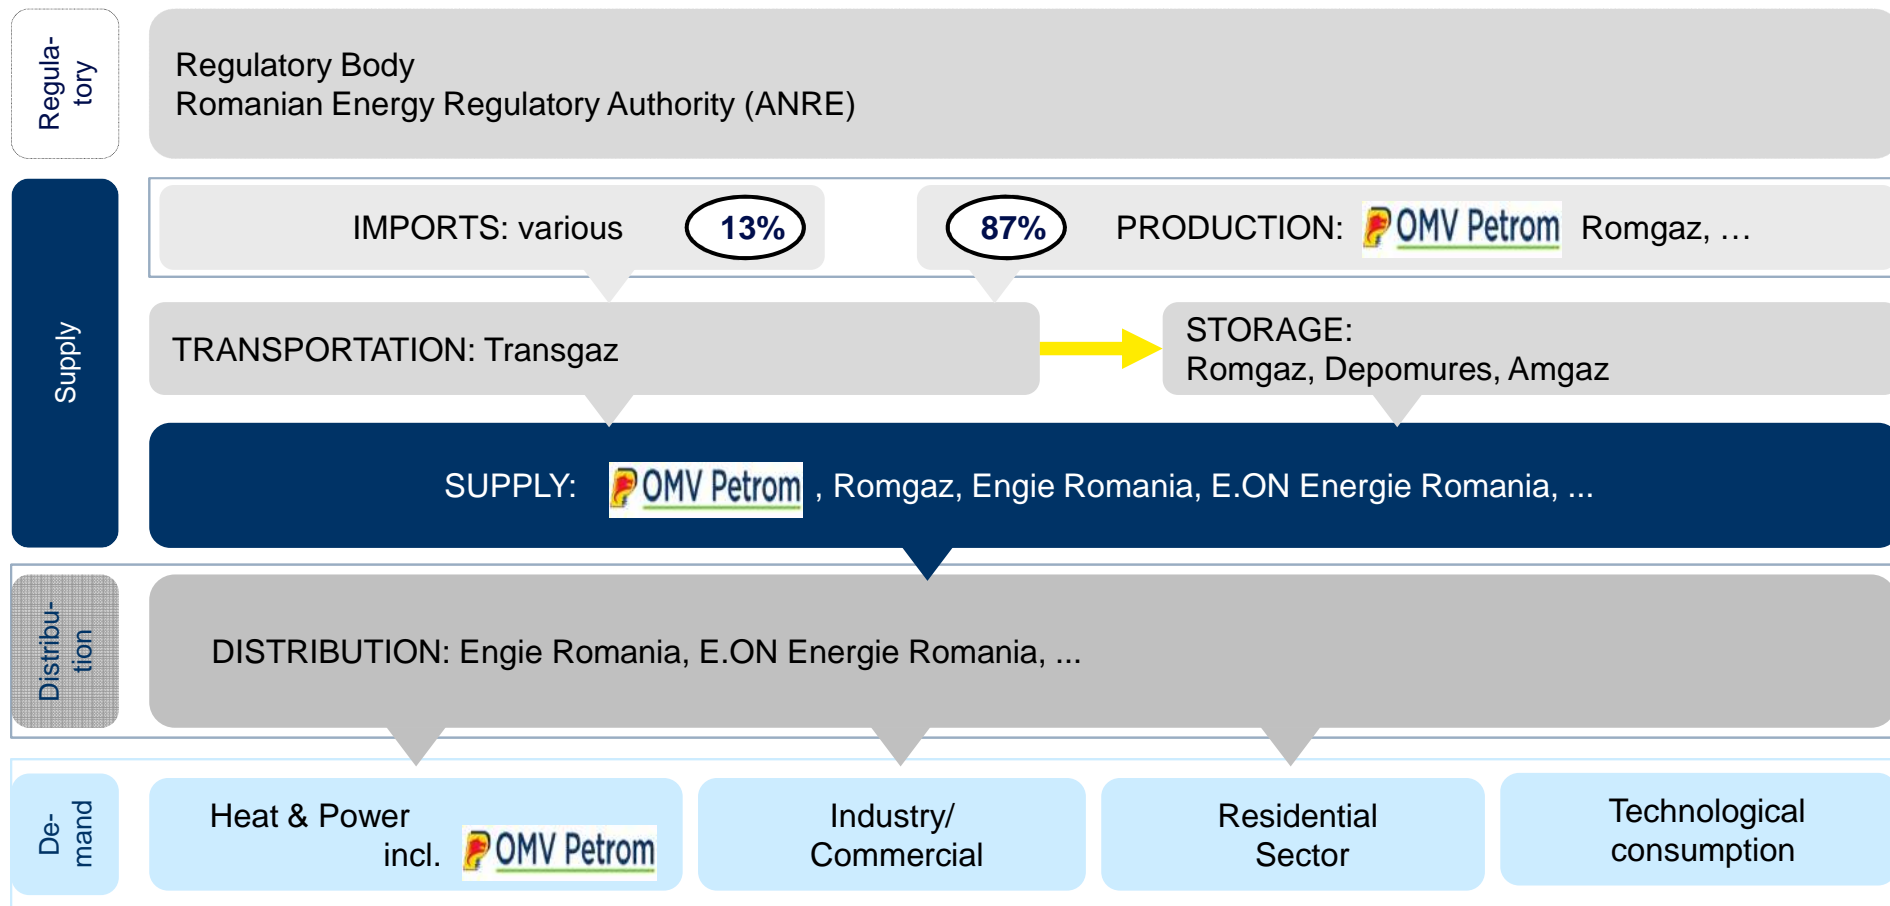 Regula-
tory
Regulatory Body
Romanian Energy Regulatory Authority (ANRE)
Supply
IMPORTS: various 13%
87% PRODUCTION: OMV Petrom Romgaz, …
TRANSPORTATION: Transgaz
STORAGE:
Romgaz, Depomures, Amgaz
SUPPLY: OMV Petrom , Romgaz, Engie Romania, E.ON Energie Romania, ...
Distribu-
tion
DISTRIBUTION: Engie Romania, E.ON Energie Romania, ...
De-
mand
Heat & Power
incl. OMV Petrom
Industry/
Commercial
Residential
Sector
Technological
consumption